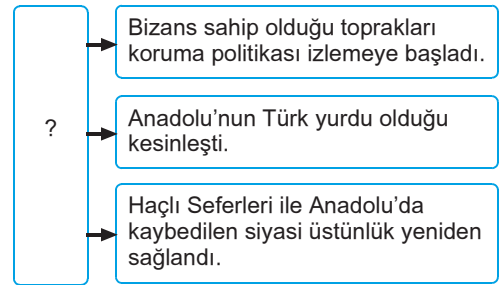 Bizans sahip olduğu toprakları
koruma politikası izlemeye başladı.
?
Anadolu’nun Türk yurdu olduğu
kesinleşti.
Haçlı Seferleri ile Anadolu’da
kaybedilen siyasi üstünlük yeniden
sağlandı.